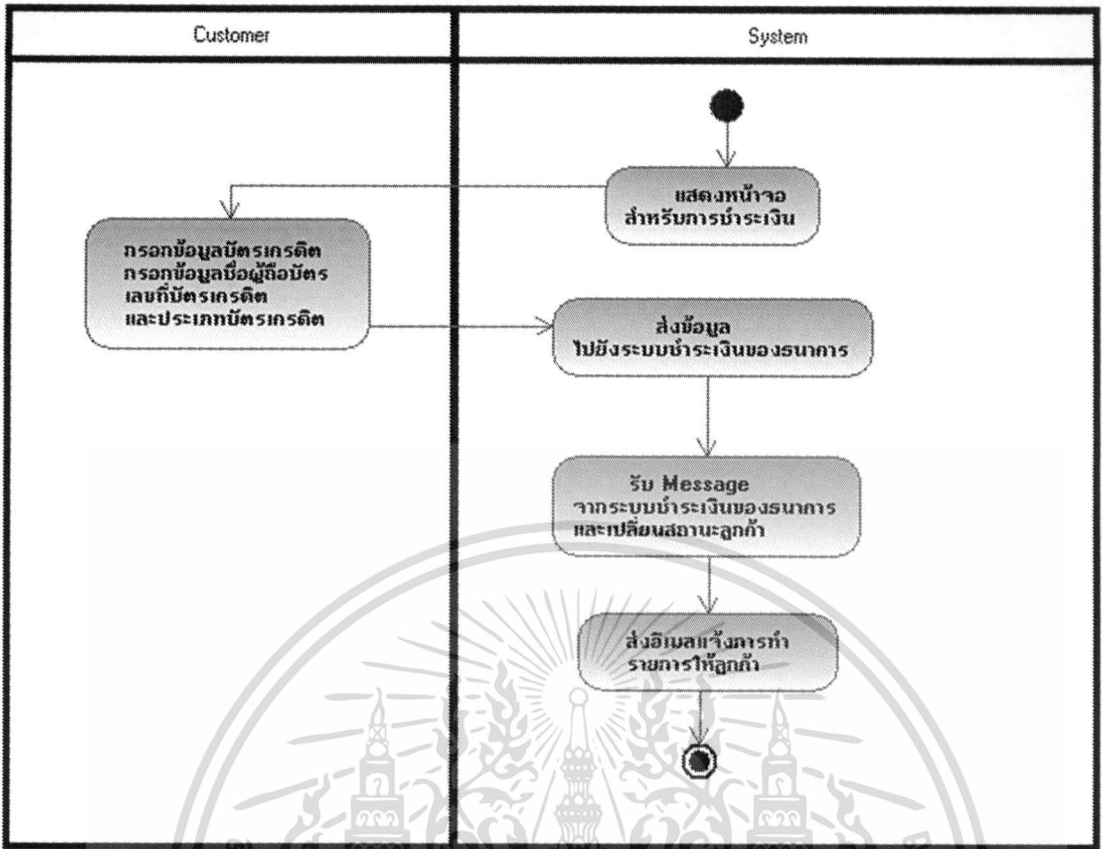 Customer
System
แสดงหน้าจอ
สำหรับการชำระเงิน
กรอกข้อมูลบัตรเครดิต
กรอกข้อมูลชื่อผู้ถือบัตร
เลขที่บัตรเครดิต
และประเภทบัตรเครดิต
ส่งข้อมูล
ไปยังระบบชำระเงินของธนาคาร
รับ Message
จากระบบชำระเงินของธนาคาร
และเปลี่ยนสถานะลูกค้า
ส่งอีเมลแจ้งการทำ
รายการให้ลูกค้า